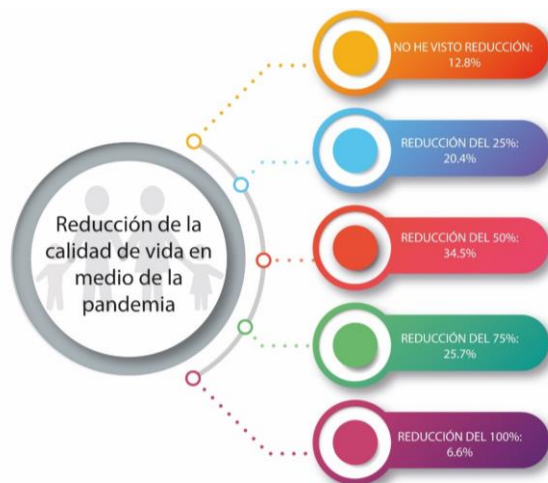 Reducción de la
calidad de vida en
medio de la
pandemia
NO HE VISTO REDUCCIÓN:
12.8%
REDUCCIÓN DEL 25%:
20.4%
REDUCCIÓN DEL 50%:
34.5%
REDUCCIÓN DEL 75%:
25.7%
REDUCCIÓN DEL 100%:
6.6%